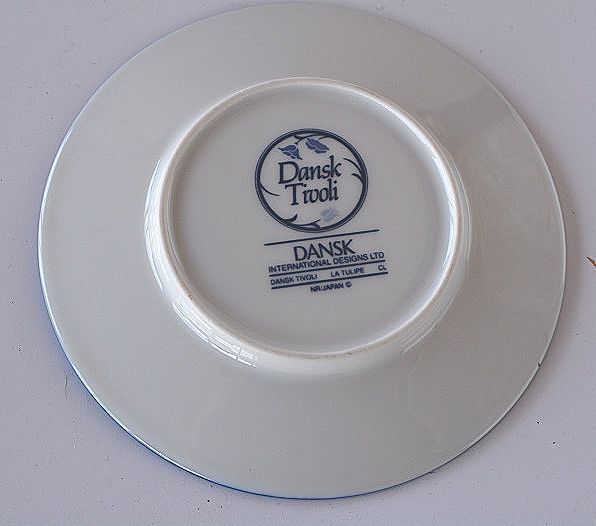 Dansk
Tivoli
DANSK
INTERNATIONAL DESIGNS LTD
DANSK TIVOLI LA TULIPE CL
NR/JAPAN ©